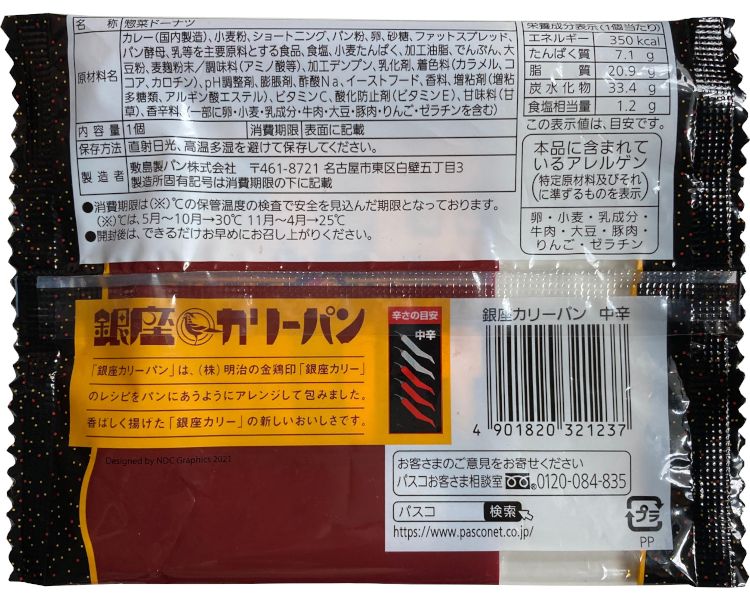 名 称 惣菜ドーナツ
原材料名
カレー(国内製造)、小麦粉、ショートニング、パン粉、卵、砂糖、ファットスプレッド、
パン酵母、乳等を主要原料とする食品、食塩、小麦たんぱく、加工油脂、でんぷん、大
豆粉、麦麹粉末/調味料(アミノ酸等)、加工デンプン、乳化剤、着色料(カラメル、コ
コア、カロチン)、pH調整剤、膨脹剤、酢酸Na、イーストフード、香料、増粘剤(増粘
多糖類、アルギン酸エステル)、ビタミンC、酸化防止剤(ビタミンE)、甘味料(甘
草)、香辛料、(一部に卵・小麦・乳成分・牛肉・大豆・豚肉・りんご・ゼラチンを含む)
内 容 量 1個 消費期限 表面に記載
保存方法 直射日光、高温多湿を避けて保存してください。
製 造 者 敷島製パン株式会社 〒461-8721 名古屋市東区白壁五丁目3
製造所固有記号は消費期限の下に記載
●消費期限は(※)℃の保管温度の検査で安全を見込んだ期限となっております。
(※)℃は、5月～10月→30℃ 11月～4月→25℃
●開封後は、できるだけお早めにお召し上がりください。
栄養成分表示(1個当たり)
エネルギー 350 kcal
たんぱく質 7.1 g
脂 質 20.9 g
炭水化物 33.4 g
食塩相当量 1.2 g
この表示値は、目安です。
本品に含まれて
いるアレルゲン
(特定原材料及びそれ
に準ずるものを表示)
卵・小麦・乳成分・
牛肉・大豆・豚肉・
りんご・ゼラチン
銀座カリーパン
「銀座カリーパン」は、(株)明治の金鶏印「銀座カリー」
のレシピをパンにあうようにアレンジして包みました。
香ばしく揚げた「銀座カリー」の新しいおいしさです。
辛さの目安
中辛
銀座カリーパン 中辛
4 901820 321237
Designed by NDC Graphics 2021
お客さまのご意見をお寄せください
パスコお客さま相談室 0120-084-835
パスコ 検索
https://www.pasconet.co.jp/
プラ
PP